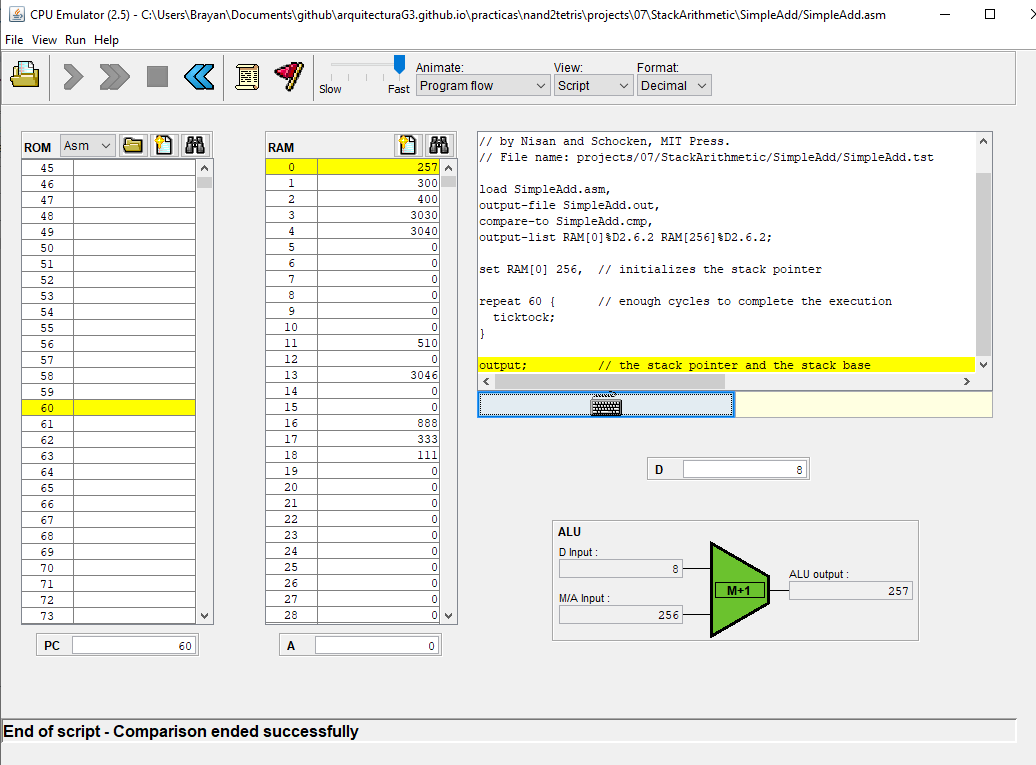 CPU Emulator (2.5) - C:\Users\Brayan\Documents\github\arquitecturaG3.github.io\practicas\nand2tetris\projects\07\StackArithmetic\SimpleAdd/SimpleAdd.asm
File View Run Help
Slow Fast
Animate: View: Format:
Program flow Script Decimal
ROM Asm
45
46
47
48
49
50
51
52
53
54
55
56
57
58
59
60
61
62
63
64
65
66
67
68
69
70
71
72
73
PC 60
RAM
0 257
1 300
2 400
3 3030
4 3040
5 0
6 0
7 0
8 0
9 0
10 0
11 510
12 0
13 3046
14 0
15 0
16 888
17 333
18 111
19 0
20 0
21 0
22 0
23 0
24 0
25 0
26 0
27 0
28 0
A 0
// by Nisan and Schocken, MIT Press.
// File name: projects/07/StackArithmetic/SimpleAdd/SimpleAdd.tst
load SimpleAdd.asm,
output-file SimpleAdd.out,
compare-to SimpleAdd.cmp,
output-list RAM[0]%D2.6.2 RAM[256]%D2.6.2;
set RAM[0] 256,  // initializes the stack pointer
repeat 60 {      // enough cycles to complete the execution
  ticktock;
}
output;          // the stack pointer and the stack base
D 8
ALU
D Input :
8
M/A Input :
256
M+1
ALU output :
257
End of script - Comparison ended successfully